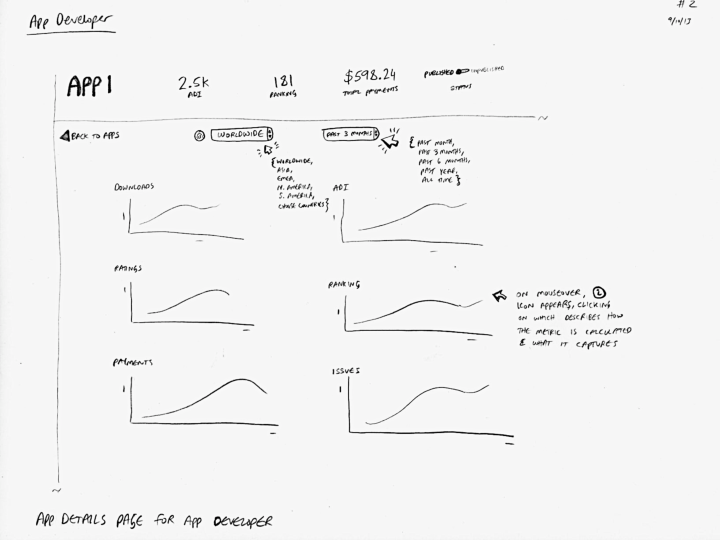 App Developer
#2
9/14/13
APP 1
2.5k
ADI
181
RANKING
$598.24
TOTAL PAYMENTS
PUBLISHED UNPUBLISHED
STATUS
BACK TO APPS
WORLDWIDE
PAST 3 MONTHS
{WORLDWIDE,
ASIA,
EMEA,
N. AMERICA,
S. AMERICA,
CHOOSE COUNTRIES}
{PAST MONTH,
PAST 3 MONTHS,
PAST 6 MONTHS,
PAST YEAR,
ALL TIME}
DOWNLOADS
ADI
RATINGS
RANKING
ON MOUSEOVER, ?
ICON APPEARS, CLICKING
ON WHICH DESCRIBES HOW
THE METRIC IS CALCULATED
& WHAT IT CAPTURES
PAYMENTS
ISSUES
APP DETAILS PAGE FOR APP DEVELOPER